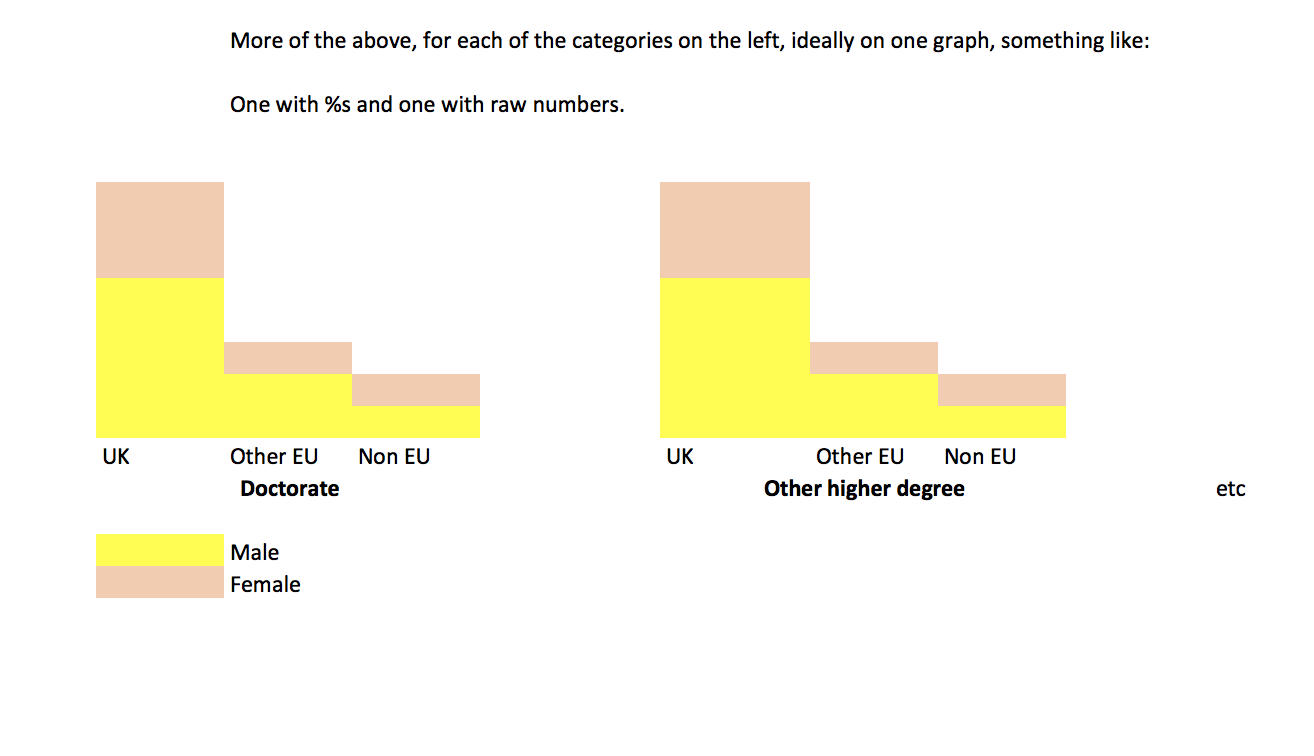 More of the above, for each of the categories on the left, ideally on one graph, something like:
One with %s and one with raw numbers.
UK Other EU Non EU UK Other EU Non EU
Doctorate Other higher degree etc
Male
Female